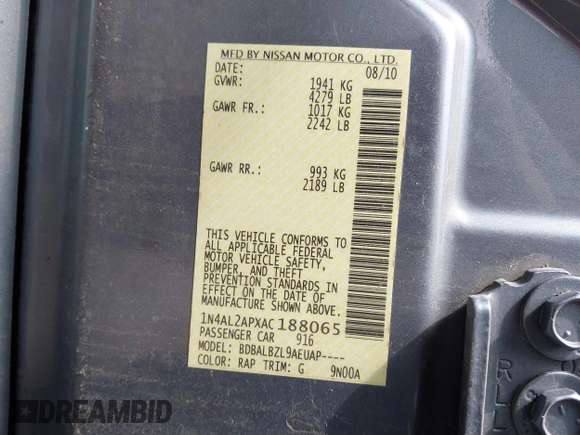 MFD BY NISSAN MOTOR CO., LTD.
DATE: 08/10
GVWR: 1941 KG
4279 LB
GAWR FR.: 1017 KG
2242 LB
GAWR RR.: 993 KG
2189 LB
THIS VEHICLE CONFORMS TO
ALL APPLICABLE FEDERAL
MOTOR VEHICLE SAFETY,
BUMPER, AND THEFT
PREVENTION STANDARDS IN
EFFECT ON THE DATE OF
MANUFACTURE SHOWN ABOVE.
1N4AL2APXAC188065
PASSENGER CAR 916
MODEL: BDBALBZL9AEUAP----
COLOR: RAP TRIM: G 9N00A
DREAMBID